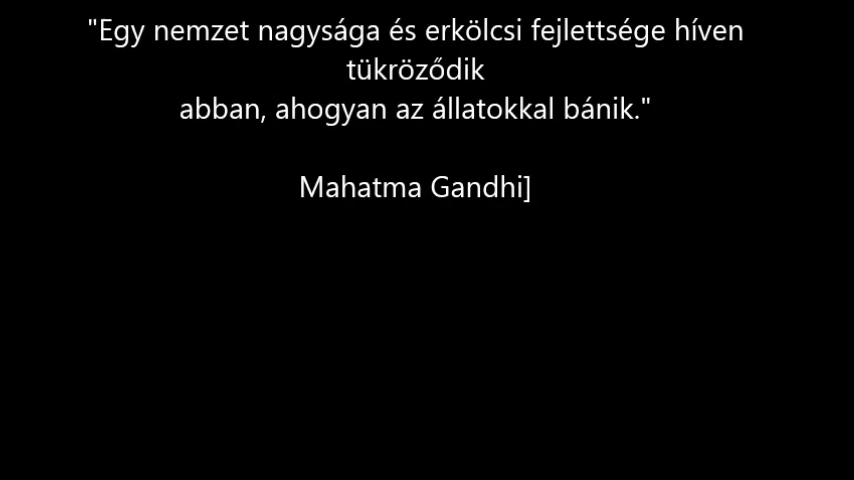 "Egy nemzet nagysága és erkölcsi fejlettsége híven
tükröződik
abban, ahogyan az állatokkal bánik."
Mahatma Gandhi]